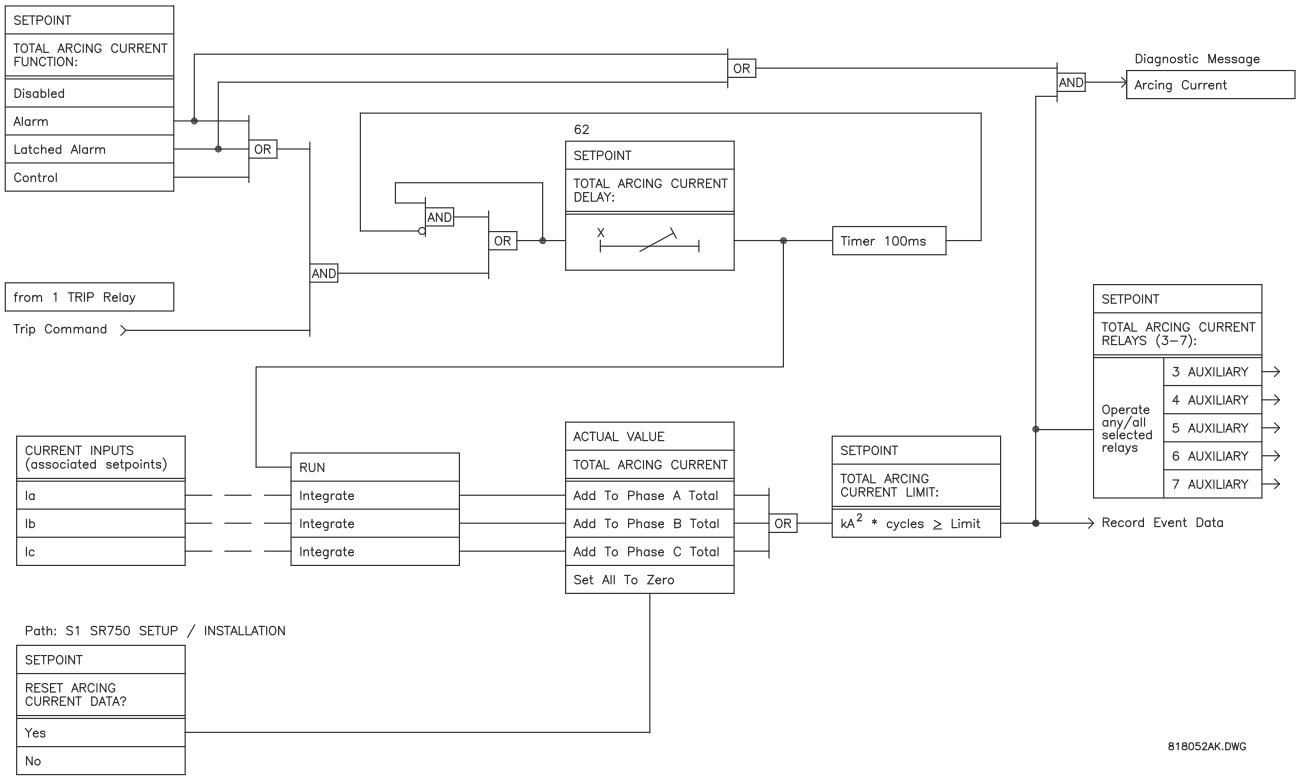 SETPOINT
TOTAL ARCING CURRENT
FUNCTION:
Disabled
Alarm
Latched Alarm
Control
OR
OR
AND
Diagnostic Message
Arcing Current
62
SETPOINT
TOTAL ARCING CURRENT
DELAY:
X
AND
OR
Timer 100ms
AND
from 1 TRIP Relay
Trip Command
SETPOINT
TOTAL ARCING CURRENT
RELAYS (3-7):
Operate
any/all
selected
relays
3 AUXILIARY
4 AUXILIARY
5 AUXILIARY
6 AUXILIARY
7 AUXILIARY
CURRENT INPUTS
(associated setpoints)
Ia
Ib
Ic
RUN
Integrate
Integrate
Integrate
ACTUAL VALUE
TOTAL ARCING CURRENT
Add To Phase A Total
Add To Phase B Total
Add To Phase C Total
Set All To Zero
OR
SETPOINT
TOTAL ARCING
CURRENT LIMIT:
kA² * cycles ≥ Limit
Record Event Data
Path: S1 SR750 SETUP / INSTALLATION
SETPOINT
RESET ARCING
CURRENT DATA?
Yes
No
818052AK.DWG